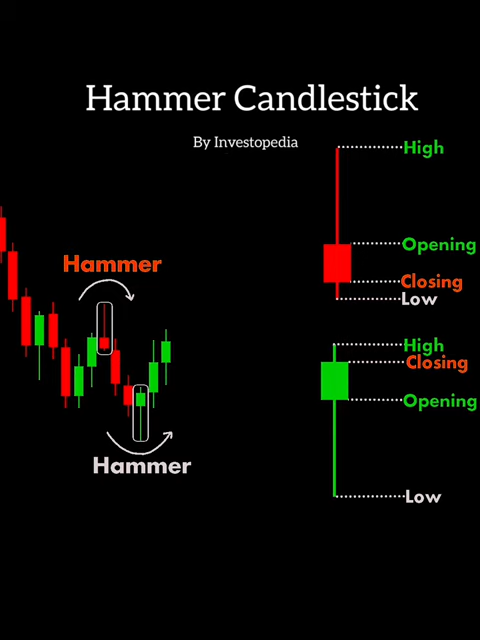 Hammer Candlestick
By Investopedia
High
Opening
Hammer
Closing
Low
High
Closing
Opening
Hammer
Low